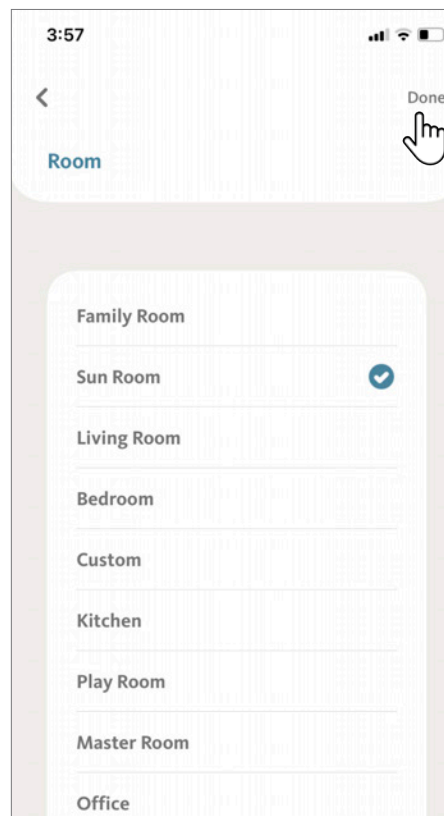 3:57
Done
Room
Family Room
Sun Room
Living Room
Bedroom
Custom
Kitchen
Play Room
Master Room
Office